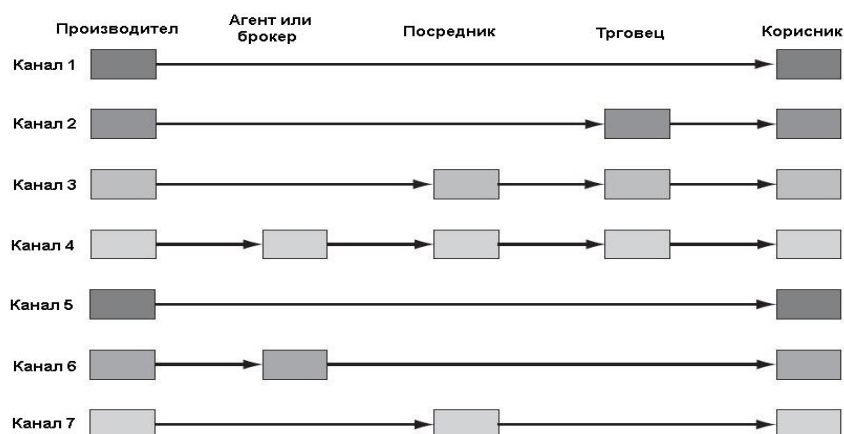 Производител
Агент или
брокер
Посредник
Трговец
Корисник
Канал 1
Канал 2
Канал 3
Канал 4
Канал 5
Канал 6
Канал 7